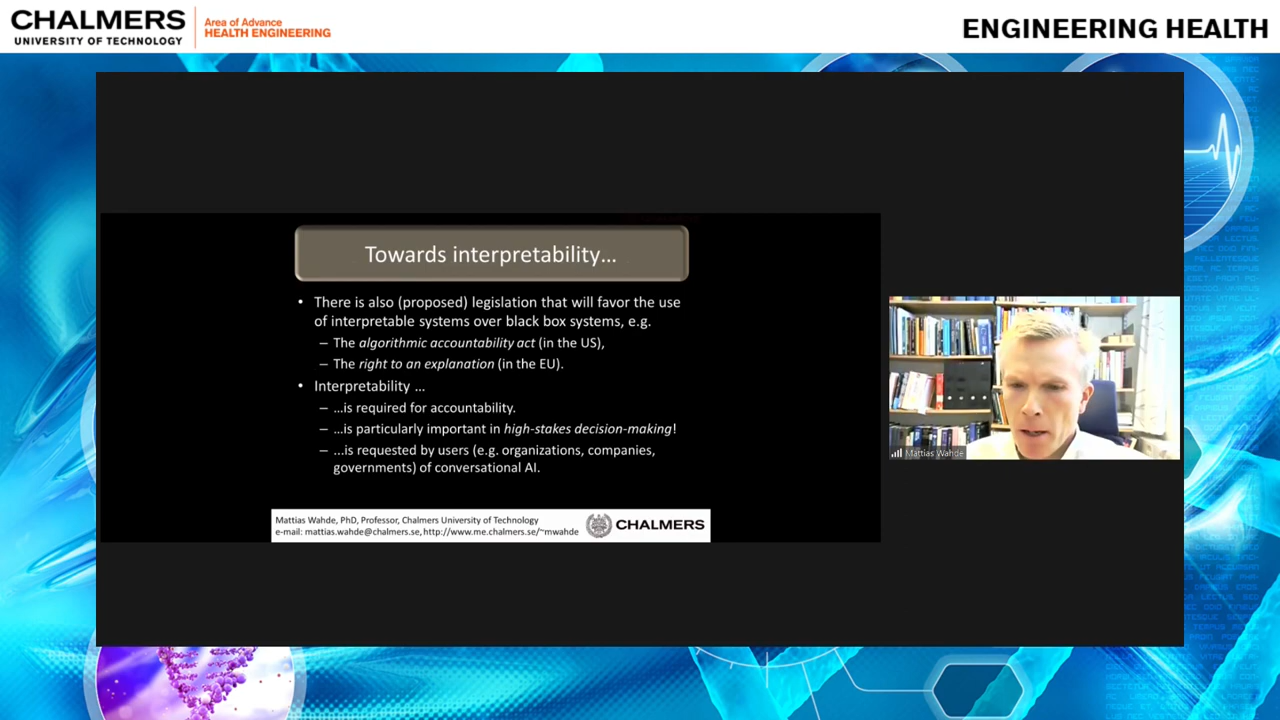 CHALMERS
UNIVERSITY OF TECHNOLOGY
Area of Advance
HEALTH ENGINEERING
ENGINEERING HEALTH
Towards interpretability...
• There is also (proposed) legislation that will favor the use
of interpretable systems over black box systems, e.g.
– The algorithmic accountability act (in the US),
– The right to an explanation (in the EU).
• Interpretability ...
– ...is required for accountability.
– ...is particularly important in high-stakes decision-making!
– ...is requested by users (e.g. organizations, companies,
governments) of conversational AI.
Mattias Wahde, PhD, Professor, Chalmers University of Technology
e-mail: mattias.wahde@chalmers.se, http://www.me.chalmers.se/~mwahde
CHALMERS
Mattias Wahde